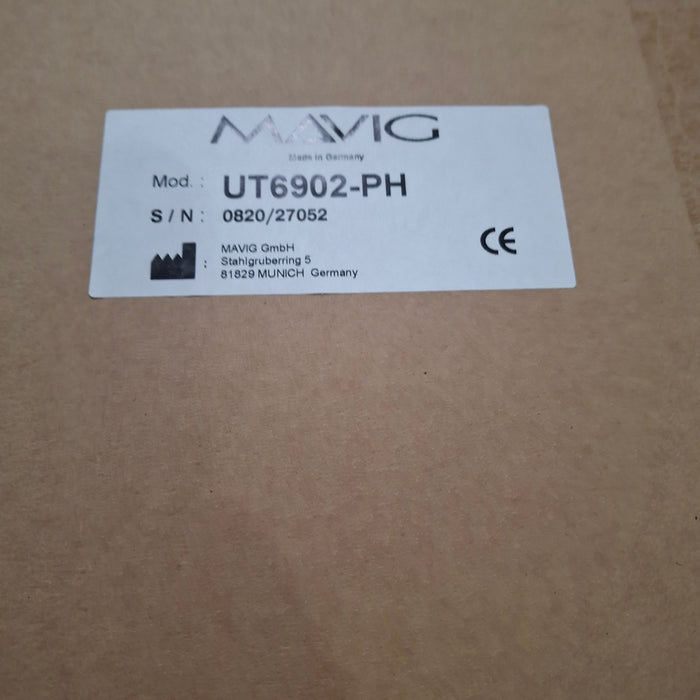 MAVIG
Made in Germany
Mod. : UT6902-PH
S / N : 0820/27052
: MAVIG GmbH
Stahlgruberring 5
81829 MUNICH Germany
CE